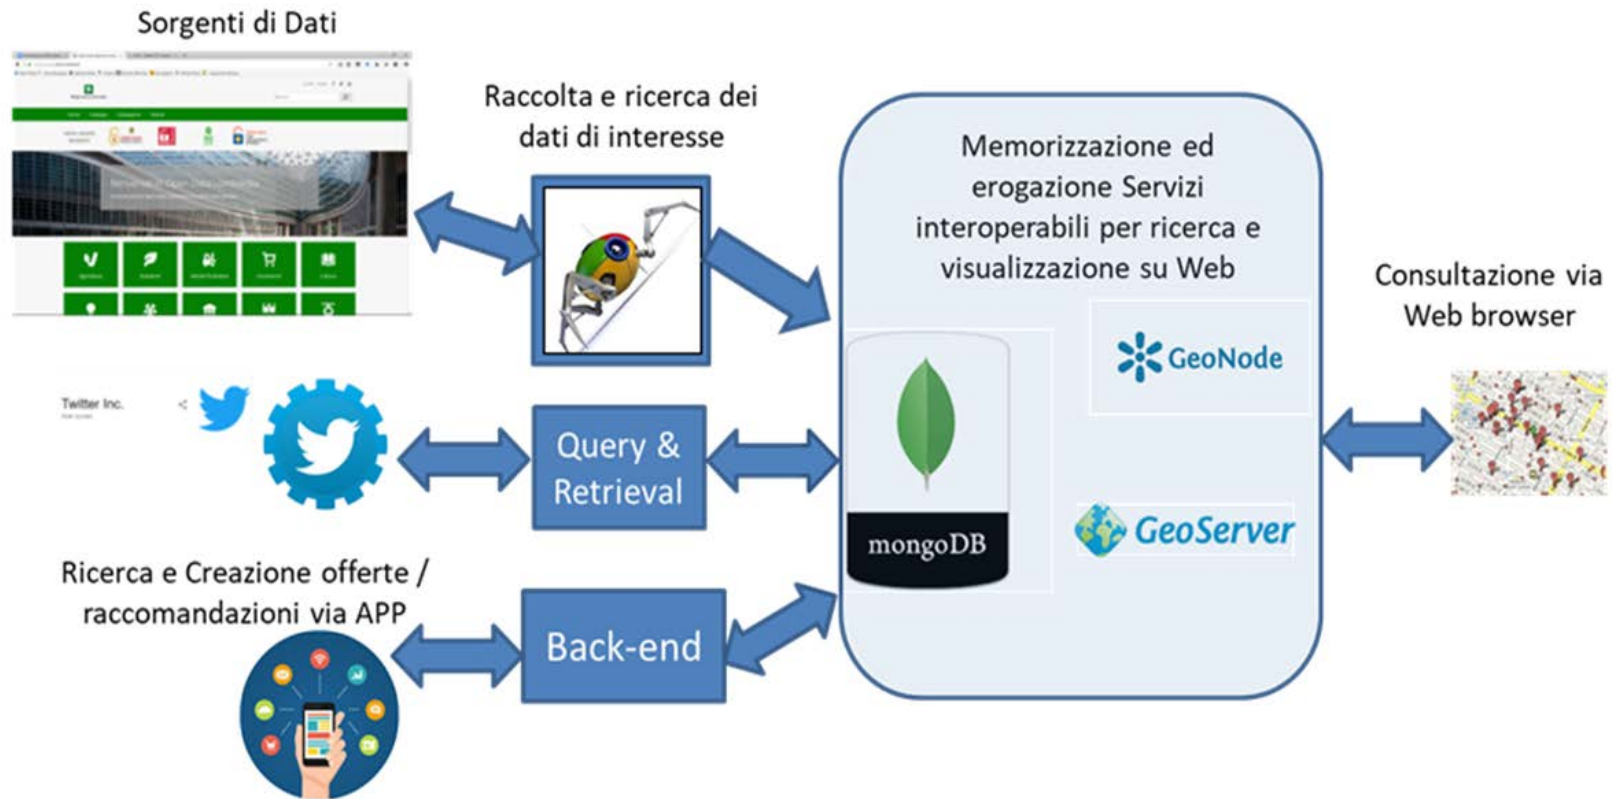 Sorgenti di Dati
Raccolta e ricerca dei
dati di interesse
Memorizzazione ed
erogazione Servizi
interoperabili per ricerca e
visualizzazione su Web
Consultazione via
Web browser
GeoNode
Twitter Inc.
Query &
Retrieval
mongoDB
GeoServer
Ricerca e Creazione offerte /
raccomandazioni via APP
Back-end